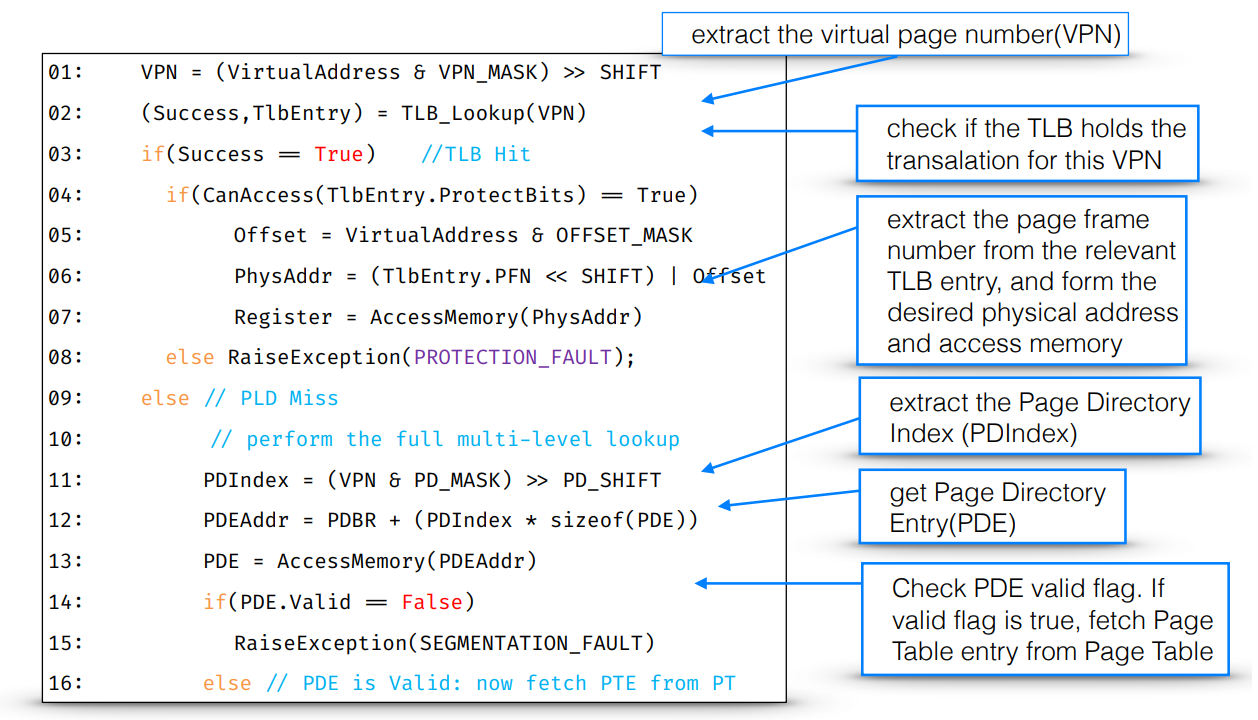 extract the virtual page number(VPN)
01: VPN = (VirtualAddress & VPN_MASK) >> SHIFT
02: (Success,TlbEntry) = TLB_Lookup(VPN)
03: if(Success == True) //TLB Hit
04: if(CanAccess(TlbEntry.ProtectBits) == True)
05: Offset = VirtualAddress & OFFSET_MASK
06: PhysAddr = (TlbEntry.PFN << SHIFT) | Offset
07: Register = AccessMemory(PhysAddr)
08: else RaiseException(PROTECTION_FAULT);
09: else // PLD Miss
10: // perform the full multi-level lookup
11: PDIndex = (VPN & PD_MASK) >> PD_SHIFT
12: PDEAddr = PDBR + (PDIndex * sizeof(PDE))
13: PDE = AccessMemory(PDEAddr)
14: if(PDE.Valid == False)
15: RaiseException(SEGMENTATION_FAULT)
16: else // PDE is Valid: now fetch PTE from PT
check if the TLB holds the
transalation for this VPN
extract the page frame
number from the relevant
TLB entry, and form the
desired physical address
and access memory
extract the Page Directory
Index (PDIndex)
get Page Directory
Entry(PDE)
Check PDE valid flag. If
valid flag is true, fetch Page
Table entry from Page Table